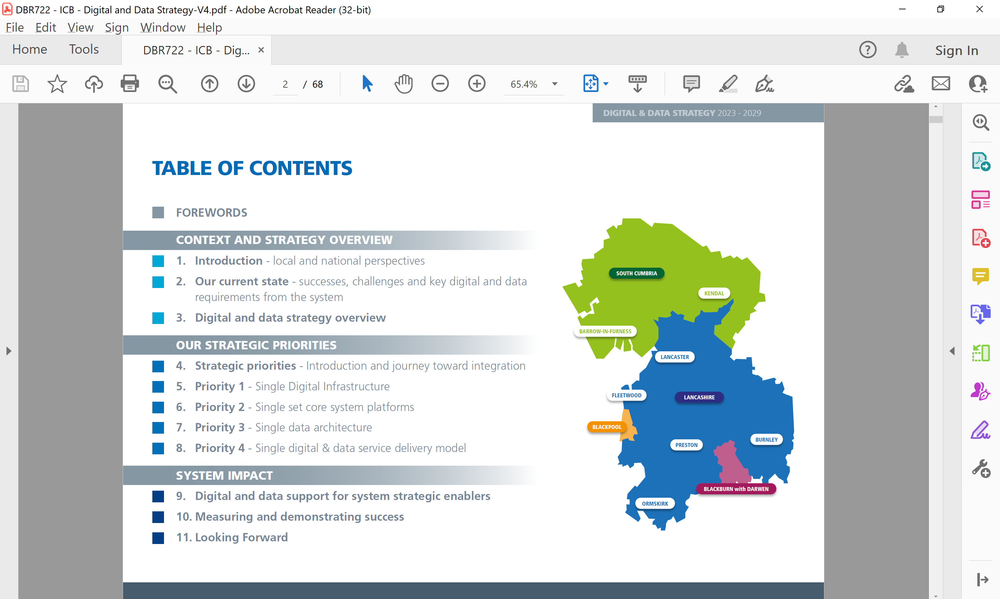 DBR722 - ICB - Digital and Data Strategy-V4.pdf - Adobe Acrobat Reader (32-bit)
File Edit View Sign Window Help
Home Tools DBR722 - ICB - Dig... Sign In
2 / 68 65.4%
DIGITAL & DATA STRATEGY 2023 - 2029
TABLE OF CONTENTS
FOREWORDS
CONTEXT AND STRATEGY OVERVIEW
1. Introduction - local and national perspectives
2. Our current state - successes, challenges and key digital and data
requirements from the system
3. Digital and data strategy overview
OUR STRATEGIC PRIORITIES
4. Strategic priorities - Introduction and journey toward integration
5. Priority 1 - Single Digital Infrastructure
6. Priority 2 - Single set core system platforms
7. Priority 3 - Single data architecture
8. Priority 4 - Single digital & data service delivery model
SYSTEM IMPACT
9. Digital and data support for system strategic enablers
10. Measuring and demonstrating success
11. Looking Forward
SOUTH CUMBRIA
KENDAL
BARROW-IN-FURNESS
LANCASTER
FLEETWOOD
LANCASHIRE
BLACKPOOL
BURNLEY
PRESTON
BLACKBURN with DARWEN
ORMSKIRK